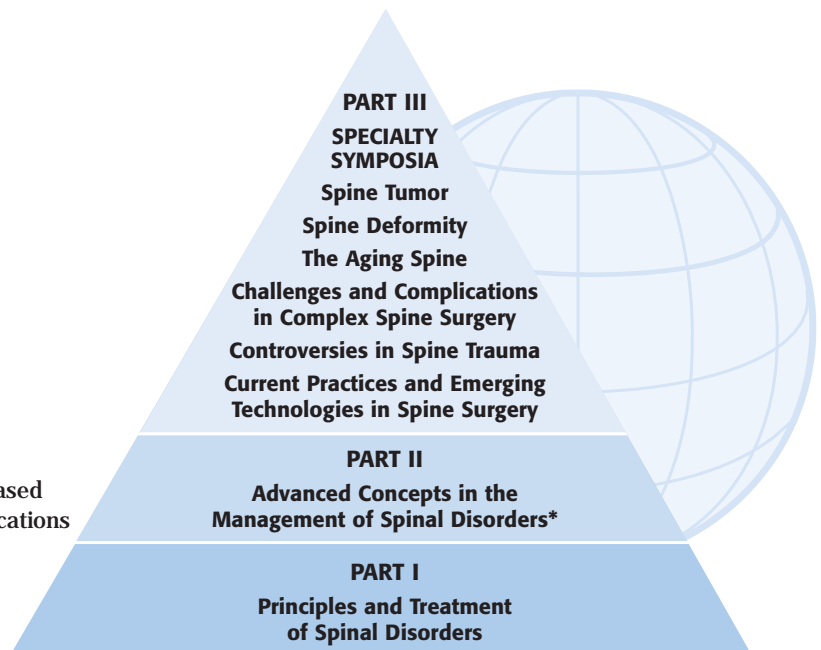 PART III
SPECIALTY
SYMPOSIA
Spine Tumor
Spine Deformity
The Aging Spine
Challenges and Complications
in Complex Spine Surgery
Controversies in Spine Trauma
Current Practices and Emerging
Technologies in Spine Surgery
PART II
Advanced Concepts in the
Management of Spinal Disorders*
PART I
Principles and Treatment
of Spinal Disorders